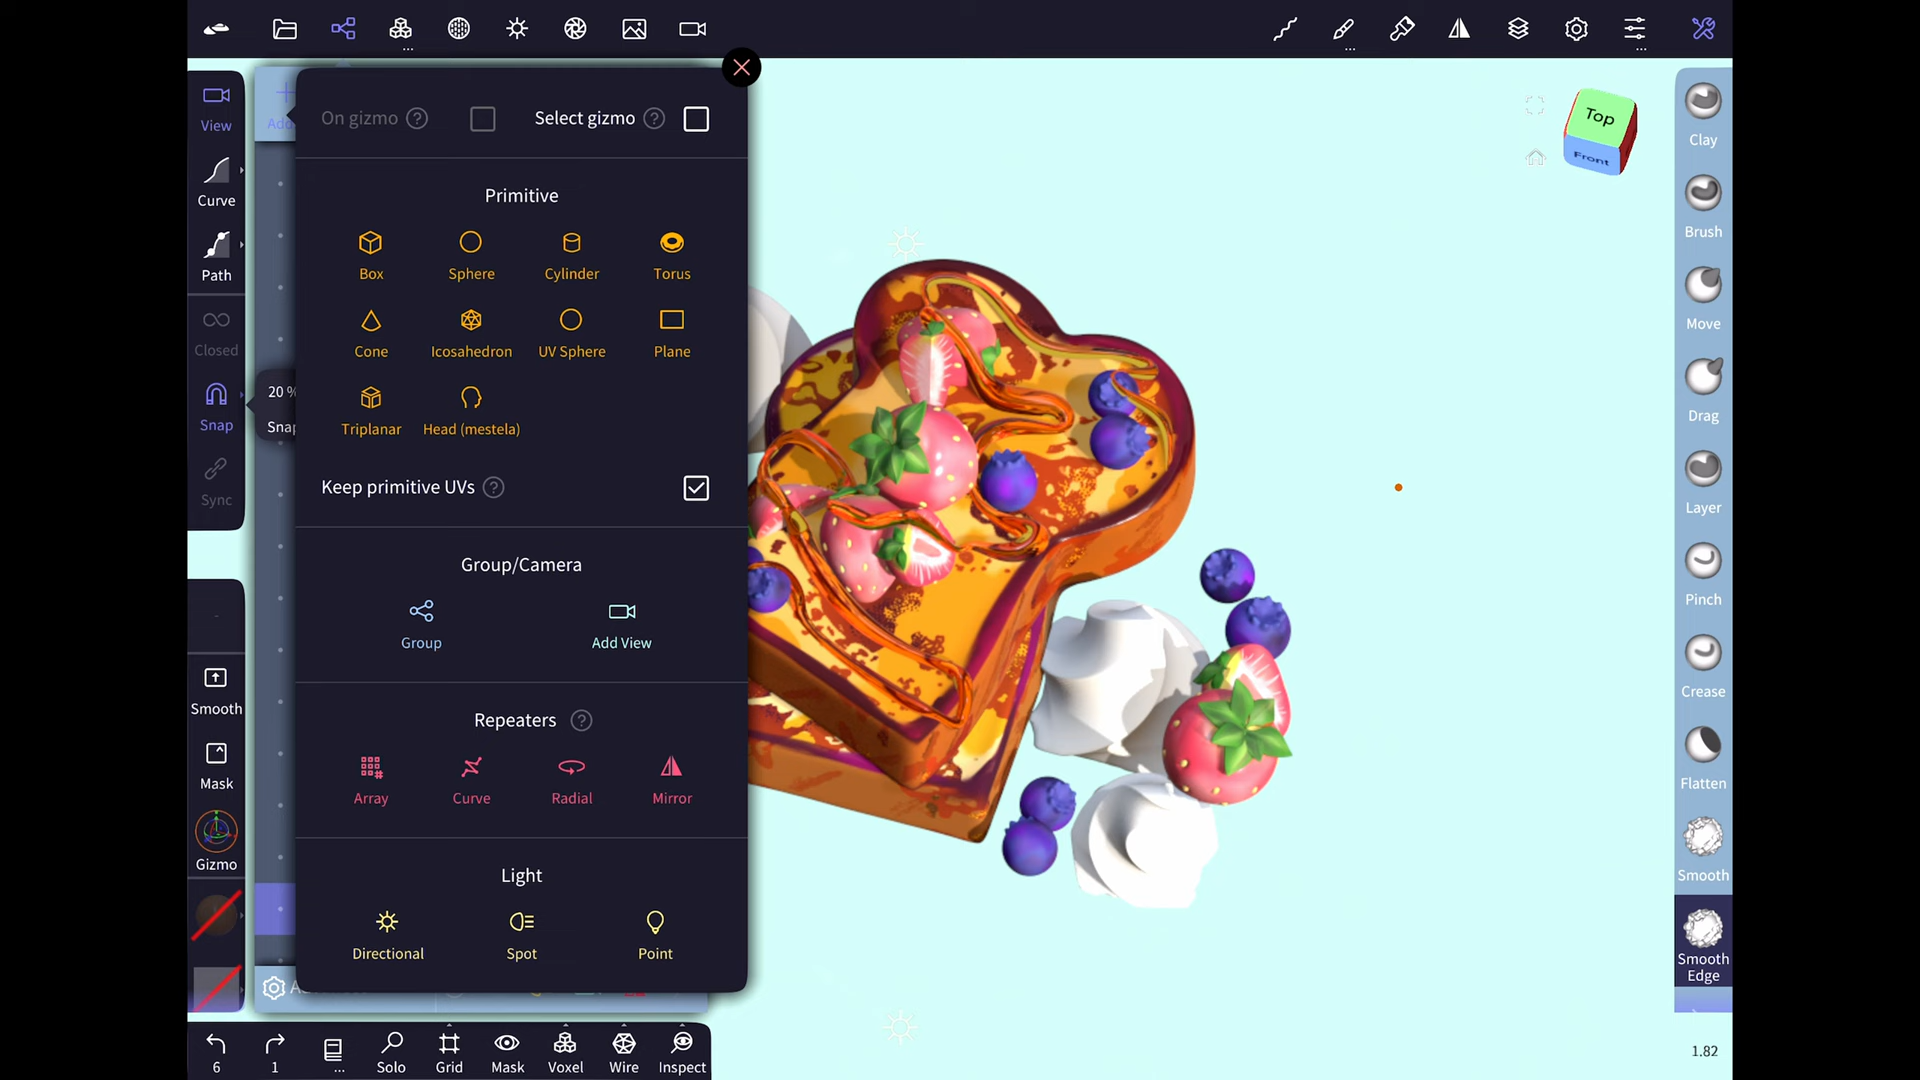 ...
...
...
View
Curve
Path
Closed
Snap
Sync
20 %
Snap
-
Smooth
Mask
Gizmo
Add
On gizmo ?
Select gizmo ?
Primitive
Box
Sphere
Cylinder
Torus
Cone
Icosahedron
UV Sphere
Plane
Triplanar
Head (mestela)
Keep primitive UVs ?
Group/Camera
Group
Add View
Repeaters ?
Array
Curve
Radial
Mirror
Light
Directional
Spot
Point
Top
Front
Clay
Brush
Move
Drag
Layer
Pinch
Crease
Flatten
Smooth
Smooth
Edge
6
1
...
Solo
Grid
Mask
Voxel
Wire
Inspect
1.82